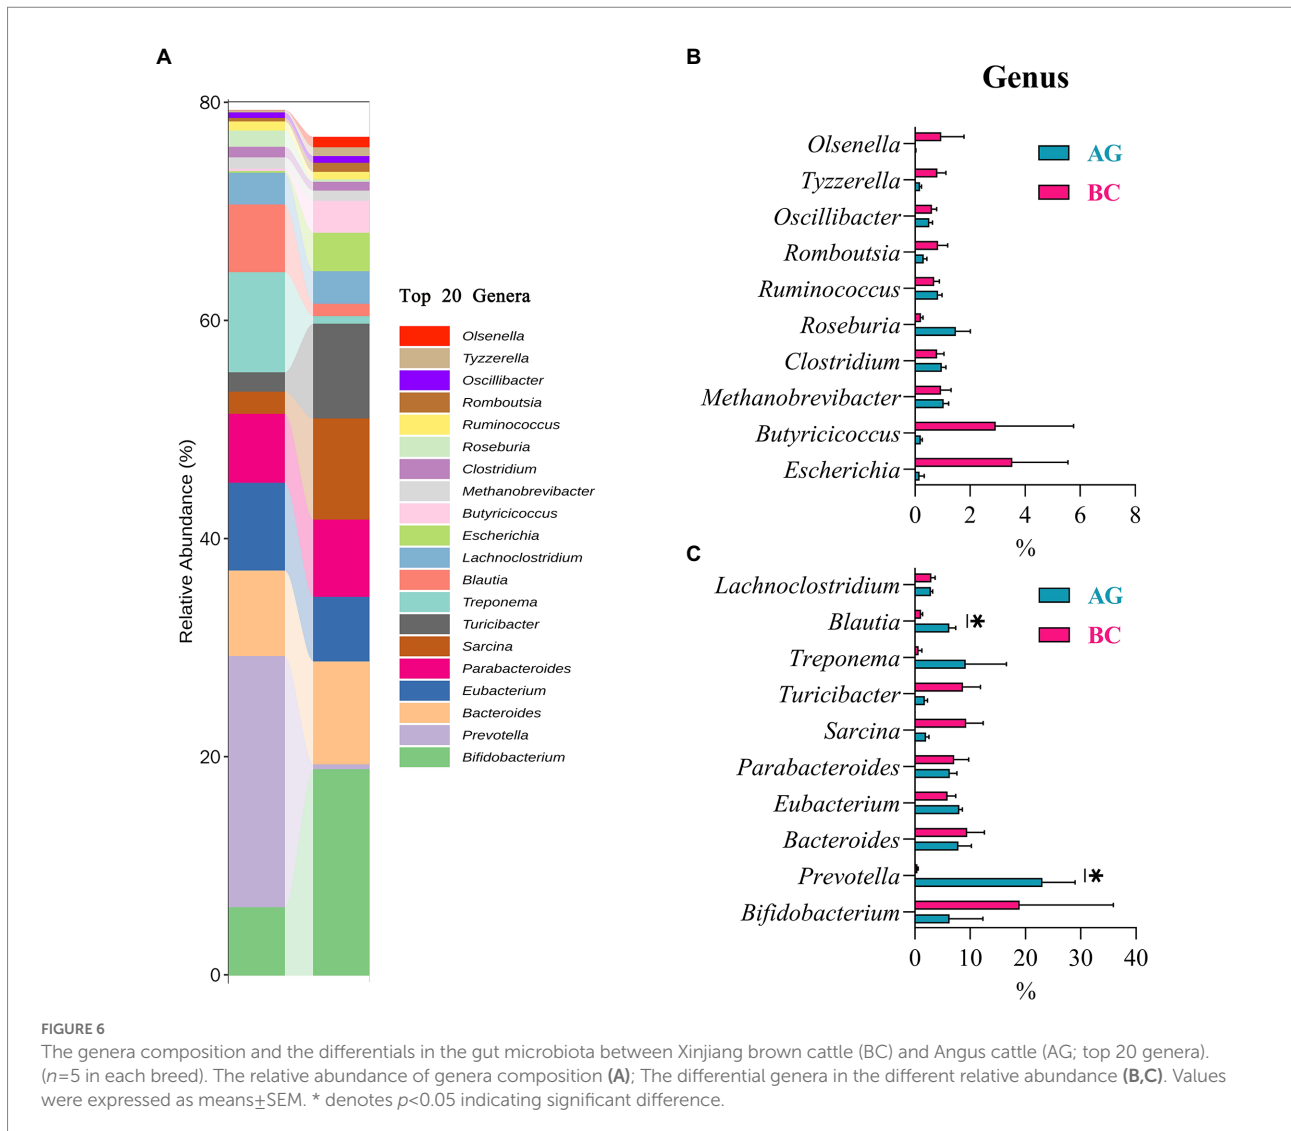 A
80
60
40
20
0
Relative Abundance (%)
Top 20 Genera
Olsenella
Tyzzerella
Oscillibacter
Romboutsia
Ruminococcus
Roseburia
Clostridium
Methanobrevibacter
Butyricicoccus
Escherichia
Lachnoclostridium
Blautia
Treponema
Turicibacter
Sarcina
Parabacteroides
Eubacterium
Bacteroides
Prevotella
Bifidobacterium
B
Genus
Olsenella
Tyzzerella
Oscillibacter
Romboutsia
Ruminococcus
Roseburia
Clostridium
Methanobrevibacter
Butyricicoccus
Escherichia
AG
BC
0 2 4 6 8
%
C
Lachnoclostridium
Blautia
Treponema
Turicibacter
Sarcina
Parabacteroides
Eubacterium
Bacteroides
Prevotella
Bifidobacterium
AG
BC
*
*
0 10 20 30 40
%
FIGURE 6
The genera composition and the differentials in the gut microbiota between Xinjiang brown cattle (BC) and Angus cattle (AG; top 20 genera).
(n=5 in each breed). The relative abundance of genera composition (A); The differential genera in the different relative abundance (B,C). Values
were expressed as means±SEM. * denotes p<0.05 indicating significant difference.